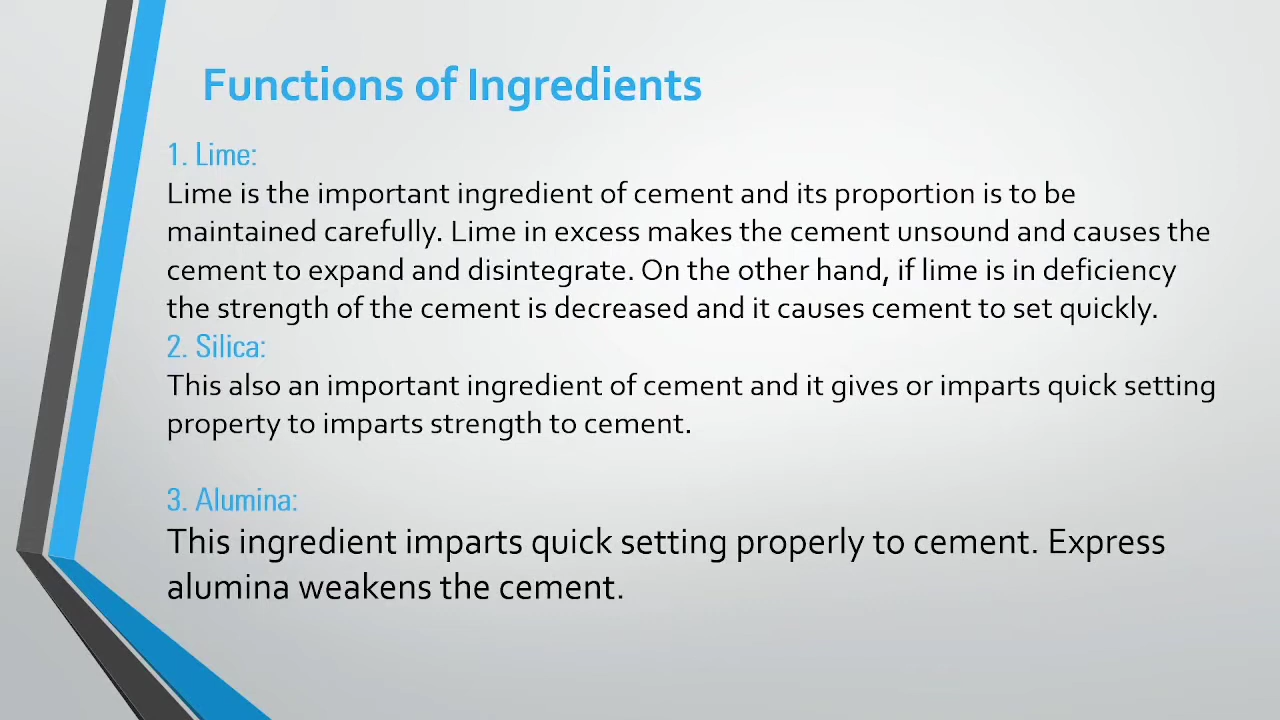 Functions of Ingredients
1. Lime:
Lime is the important ingredient of cement and its proportion is to be
maintained carefully. Lime in excess makes the cement unsound and causes the
cement to expand and disintegrate. On the other hand, if lime is in deficiency
the strength of the cement is decreased and it causes cement to set quickly.
2. Silica:
This also an important ingredient of cement and it gives or imparts quick setting
property to imparts strength to cement.
3. Alumina:
This ingredient imparts quick setting properly to cement. Express
alumina weakens the cement.